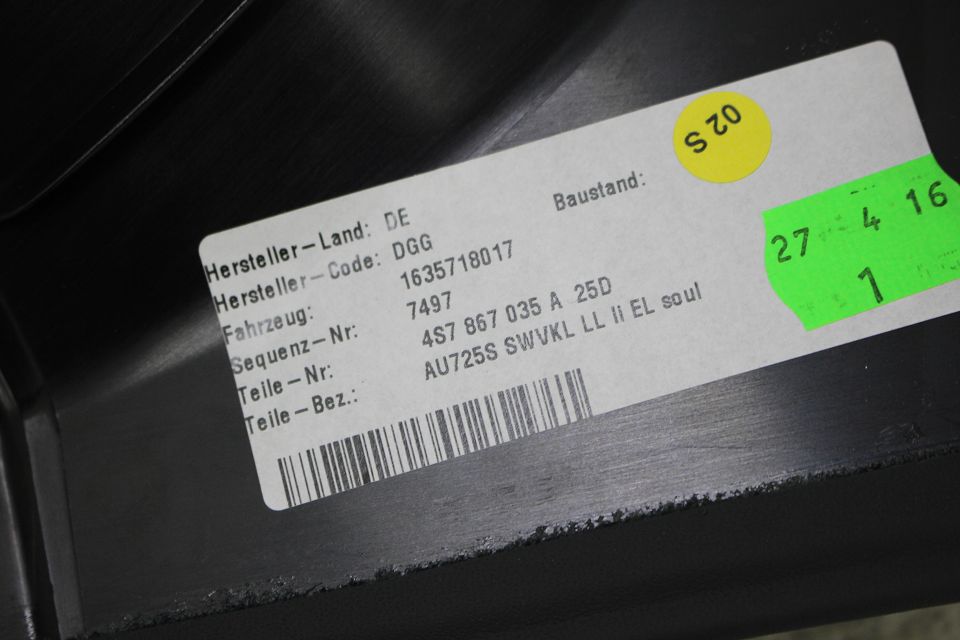 Hersteller-Land: DE
Baustand:
Hersteller-Code: DGG
Fahrzeug: 1635718017
Sequenz-Nr: 7497
Teile-Nr: 4S7 867 035 A 25D
Teile-Bez.: AU725S SWVKL LL li EL soul
02 S
27 4 16
1